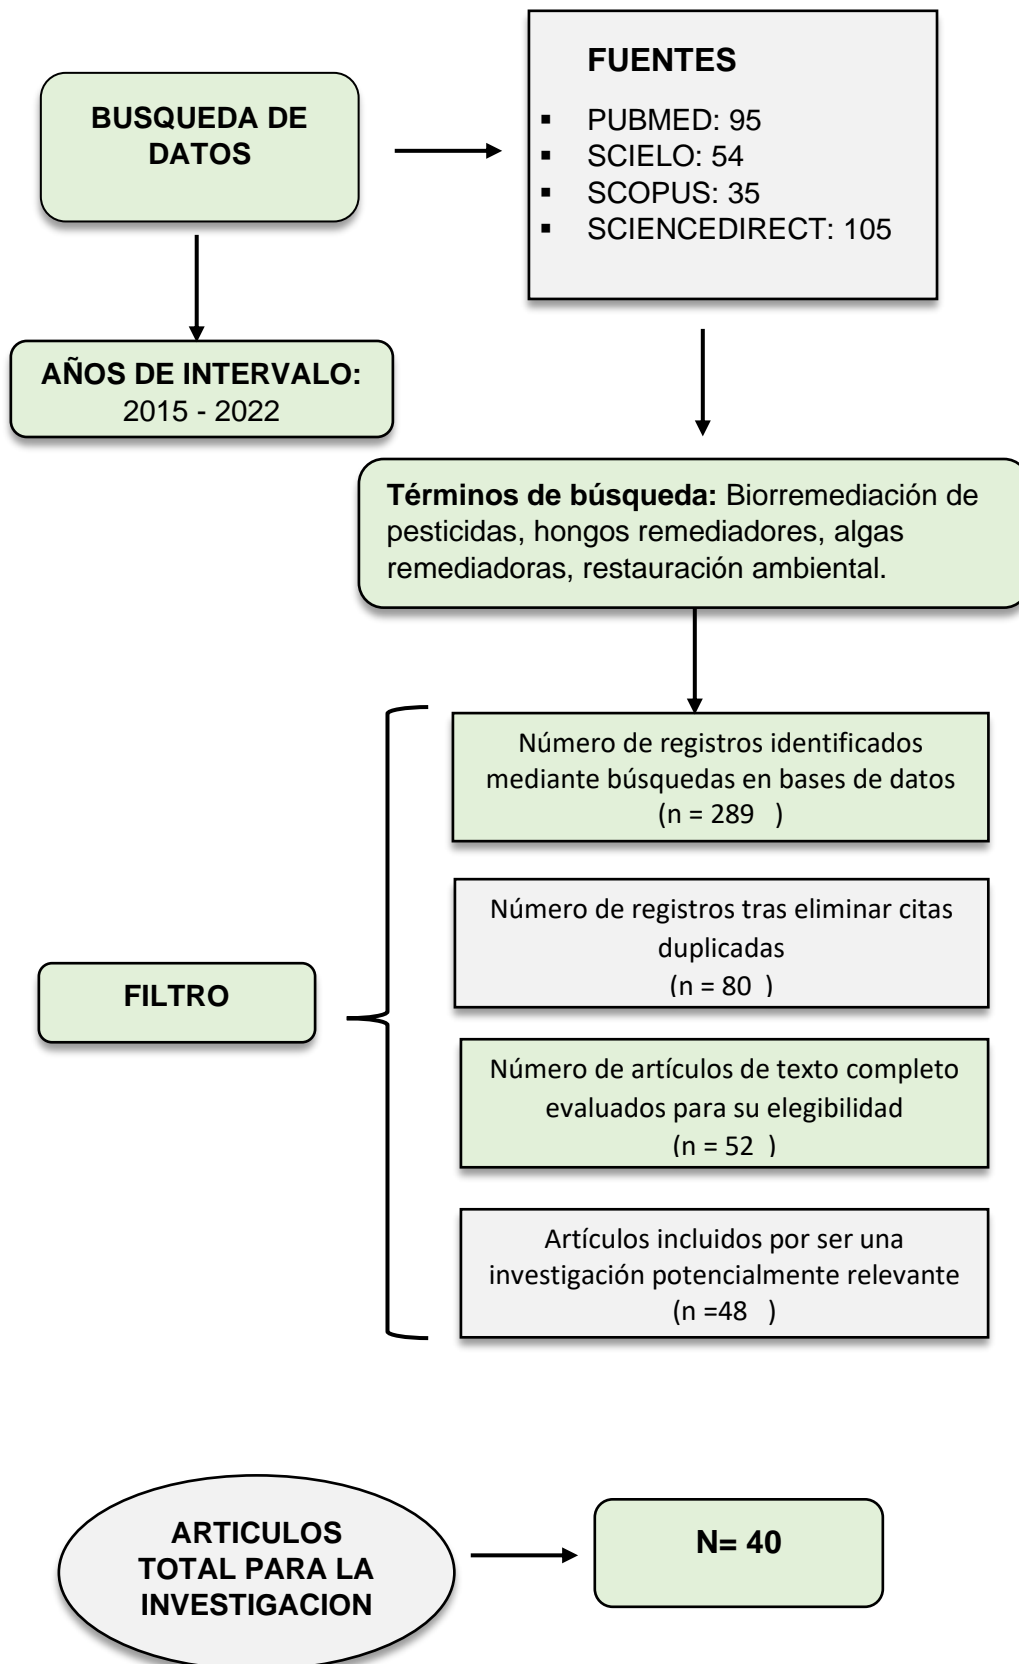 BUSQUEDA DE
DATOS
FUENTES
▪ PUBMED: 95
▪ SCIELO: 54
▪ SCOPUS: 35
▪ SCIENCEDIRECT: 105
AÑOS DE INTERVALO:
2015 - 2022
Términos de búsqueda: Biorremediación de
pesticidas, hongos remediadores, algas
remediadoras, restauración ambiental.
Número de registros identificados
mediante búsquedas en bases de datos
(n = 289 )
Número de registros tras eliminar citas
duplicadas
(n = 80 )
FILTRO
Número de artículos de texto completo
evaluados para su elegibilidad
(n = 52 )
Artículos incluidos por ser una
investigación potencialmente relevante
(n =48 )
ARTICULOS
TOTAL PARA LA
INVESTIGACION
N= 40